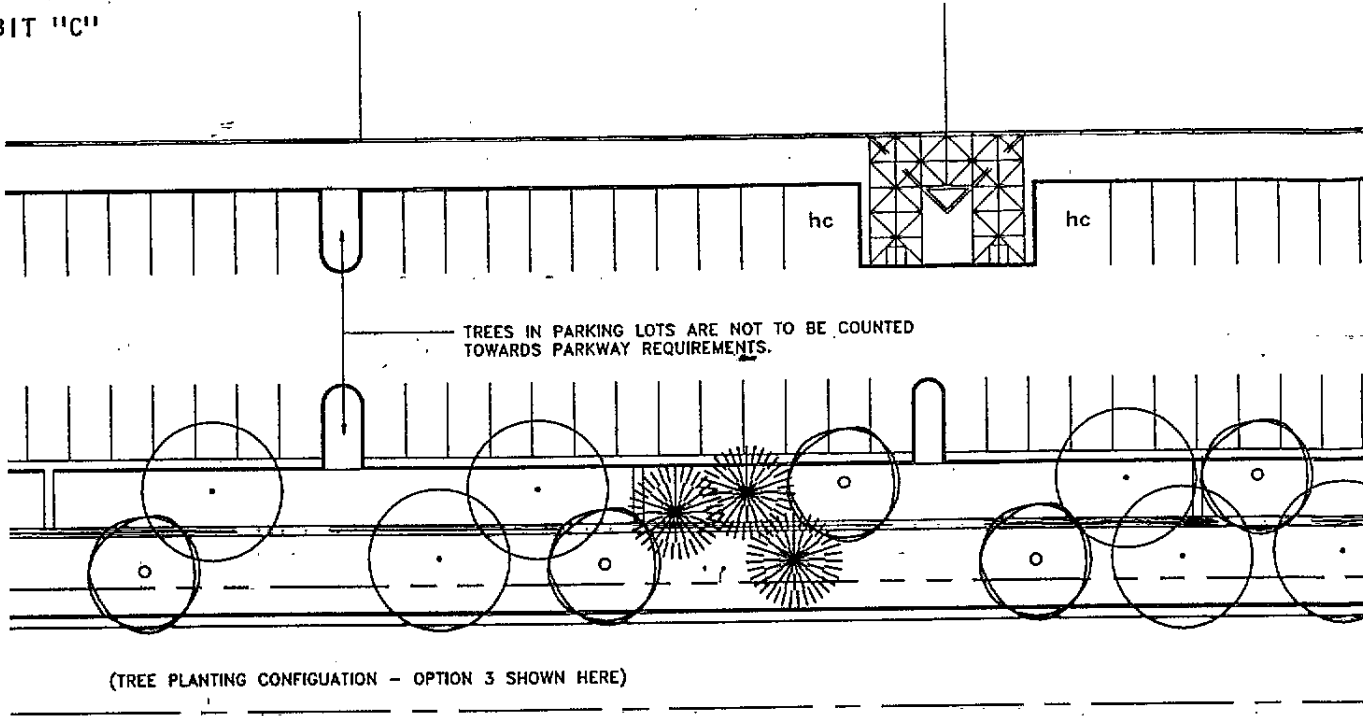 BIT "C"
hc
hc
TREES IN PARKING LOTS ARE NOT TO BE COUNTED
TOWARDS PARKWAY REQUIREMENTS.
(TREE PLANTING CONFIGUATION – OPTION 3 SHOWN HERE)